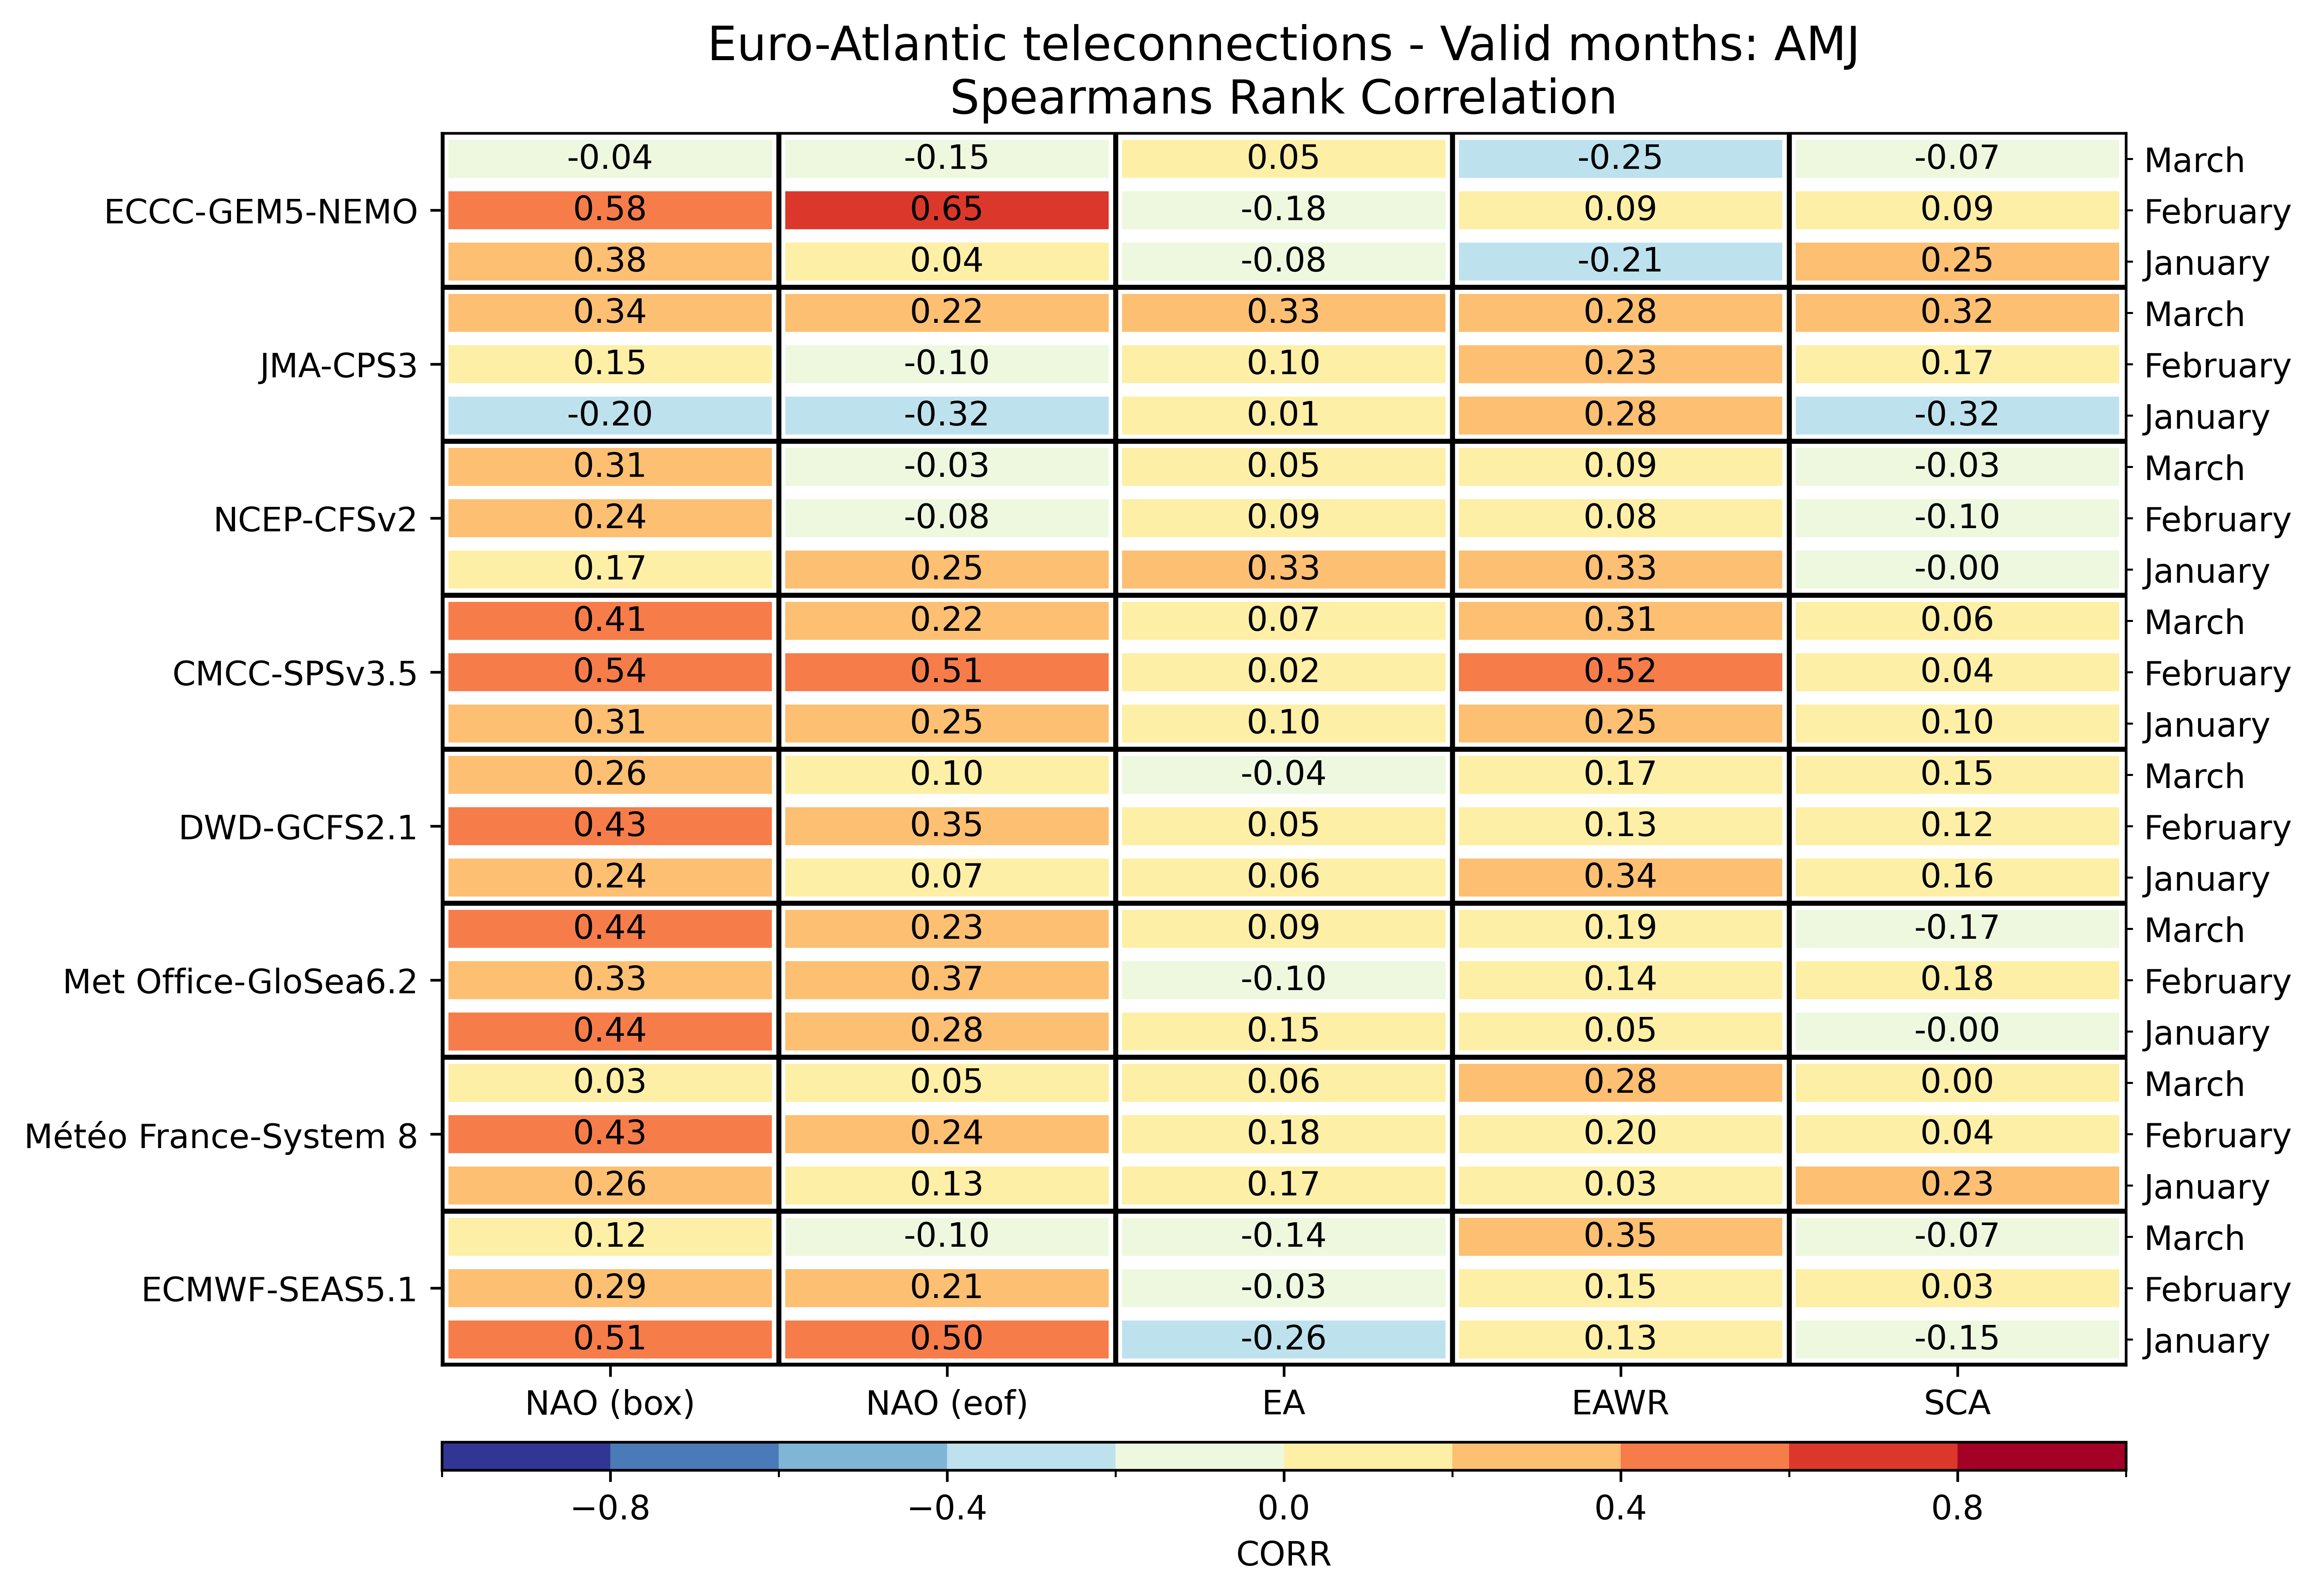 Euro-Atlantic teleconnections - Valid months: AMJ
Spearmans Rank Correlation
-0.04 -0.15 0.05 -0.25 -0.07 March
ECCC-GEM5-NEMO 0.58 0.65 -0.18 0.09 0.09 February
0.38 0.04 -0.08 -0.21 0.25 January
0.34 0.22 0.33 0.28 0.32 March
JMA-CPS3 0.15 -0.10 0.10 0.23 0.17 February
-0.20 -0.32 0.01 0.28 -0.32 January
0.31 -0.03 0.05 0.09 -0.03 March
NCEP-CFSv2 0.24 -0.08 0.09 0.08 -0.10 February
0.17 0.25 0.33 0.33 -0.00 January
0.41 0.22 0.07 0.31 0.06 March
CMCC-SPSv3.5 0.54 0.51 0.02 0.52 0.04 February
0.31 0.25 0.10 0.25 0.10 January
0.26 0.10 -0.04 0.17 0.15 March
DWD-GCFS2.1 0.43 0.35 0.05 0.13 0.12 February
0.24 0.07 0.06 0.34 0.16 January
0.44 0.23 0.09 0.19 -0.17 March
Met Office-GloSea6.2 0.33 0.37 -0.10 0.14 0.18 February
0.44 0.28 0.15 0.05 -0.00 January
0.03 0.05 0.06 0.28 0.00 March
Météo France-System 8 0.43 0.24 0.18 0.20 0.04 February
0.26 0.13 0.17 0.03 0.23 January
0.12 -0.10 -0.14 0.35 -0.07 March
ECMWF-SEAS5.1 0.29 0.21 -0.03 0.15 0.03 February
0.51 0.50 -0.26 0.13 -0.15 January
NAO (box) NAO (eof) EA EAWR SCA
−0.8 −0.4 0.0 0.4 0.8
CORR